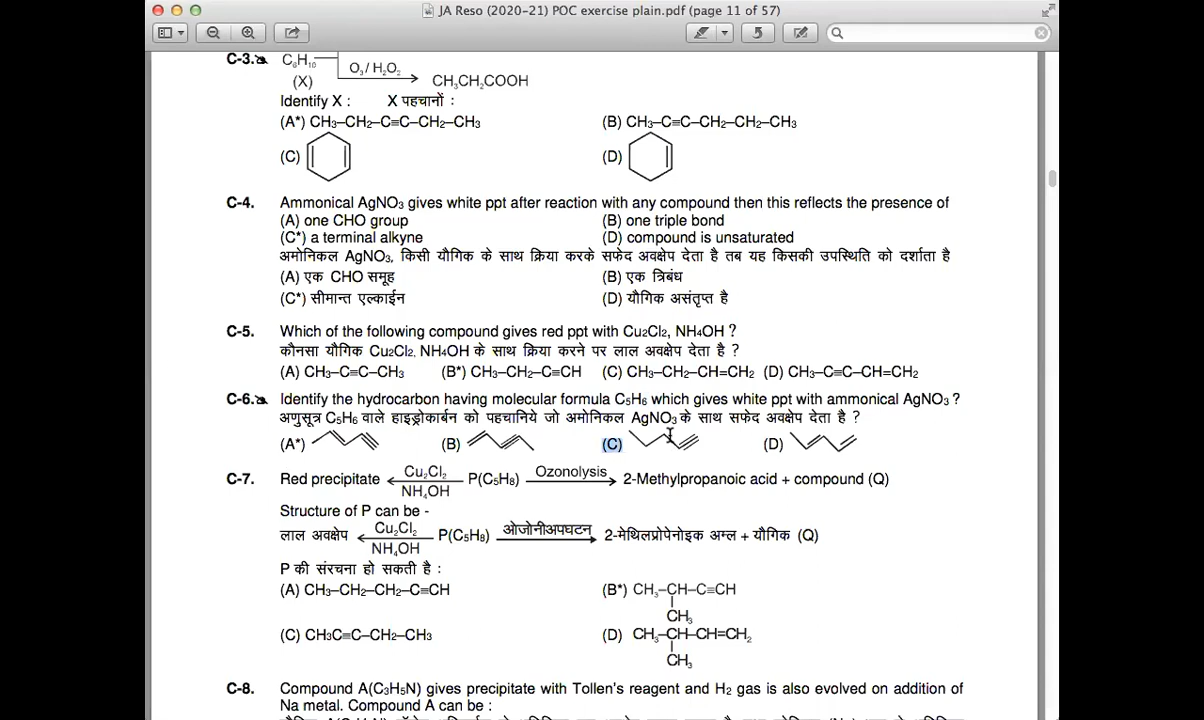 JA Reso (2020-21) POC exercise plain.pdf (page 11 of 57)
C-3. C₆H₁₀
O₃ / H₂O₂
(X) CH₃CH₂COOH
Identify X : X पहचानों :
(A*) CH₃–CH₂–C≡C–CH₂–CH₃ (B) CH₃–C≡C–CH₂–CH₂–CH₃
(C) (D)
C-4. Ammonical AgNO₃ gives white ppt after reaction with any compound then this reflects the presence of
(A) one CHO group (B) one triple bond
(C*) a terminal alkyne (D) compound is unsaturated
अमोनिकल AgNO₃, किसी यौगिक के साथ क्रिया करके सफेद अवक्षेप देता है तब यह किसकी उपस्थिति को दर्शाता है
(A) एक CHO समूह (B) एक त्रिबंध
(C*) सीमान्त एल्काईन (D) यौगिक असंतृप्त है
C-5. Which of the following compound gives red ppt with Cu₂Cl₂, NH₄OH ?
कौनसा यौगिक Cu₂Cl₂, NH₄OH के साथ क्रिया करने पर लाल अवक्षेप देता है ?
(A) CH₃–C≡C–CH₃ (B*) CH₃–CH₂–C≡CH (C) CH₃–CH₂–CH=CH₂ (D) CH₃–C≡C–CH=CH₂
C-6. Identify the hydrocarbon having molecular formula C₅H₆ which gives white ppt with ammonical AgNO₃ ?
अणुसूत्र C₅H₆ वाले हाइड्रोकार्बन को पहचानिये जो अमोनिकल AgNO₃ के साथ सफेद अवक्षेप देता है ?
(A*) (B) (C) (D)
C-7. Red precipitate Cu₂Cl₂ NH₄OH P(C₅H₈) Ozonolysis 2-Methylpropanoic acid + compound (Q)
Structure of P can be -
लाल अवक्षेप Cu₂Cl₂ NH₄OH P(C₅H₈) ओजोनीअपघटन 2-मेथिलप्रोपेनोइक अम्ल + यौगिक (Q)
P की संरचना हो सकती है :
(A) CH₃–CH₂–CH₂–C≡CH (B*) CH₃–CH–C≡CH
CH₃
(C) CH₃C≡C–CH₂–CH₃ (D) CH₃–CH–CH=CH₂
CH₃
C-8. Compound A(C₃H₅N) gives precipitate with Tollen's reagent and H₂ gas is also evolved on addition of
Na metal. Compound A can be :